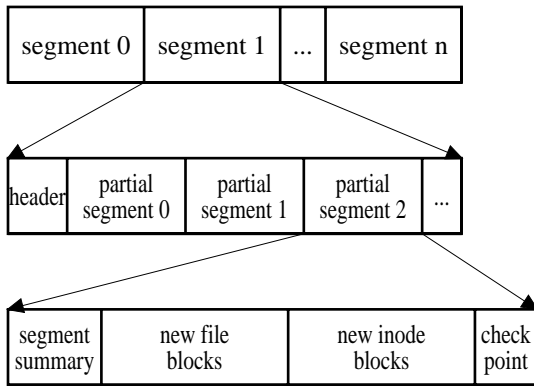 segment 0 segment 1 ... segment n
header partial segment 0 partial segment 1 partial segment 2 ...
segment summary new file blocks new inode blocks check point